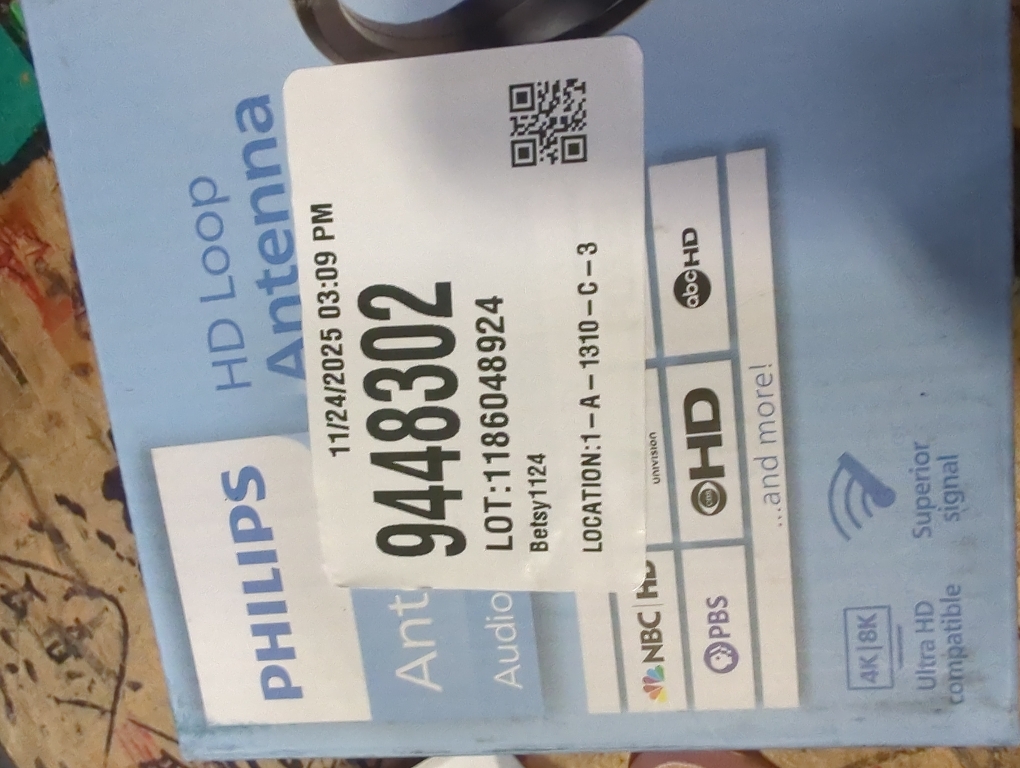 PHILIPS
HD Loop
Antenna
Ant
Audio
11/24/2025 03:09 PM
9448302
LOT:1186048924
Betsy1124
LOCATION:1-A-1310-C-3
NBC HD
univision
PBS
CBS HD
abc HD
...and more!
4K|8K
Ultra HD
compatible
Superior
signal